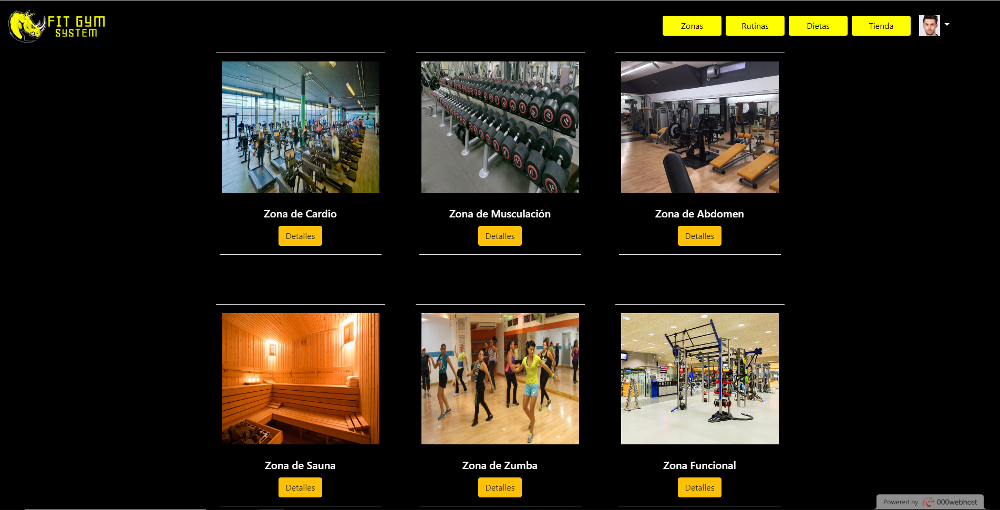 FIT GYM
SYSTEM
Zonas
Rutinas
Dietas
Tienda
Zona de Cardio
Zona de Musculación
Zona de Abdomen
Detalles
Detalles
Detalles
Zona de Sauna
Zona de Zumba
Zona Funcional
Detalles
Detalles
Detalles
Powered by 000webhost